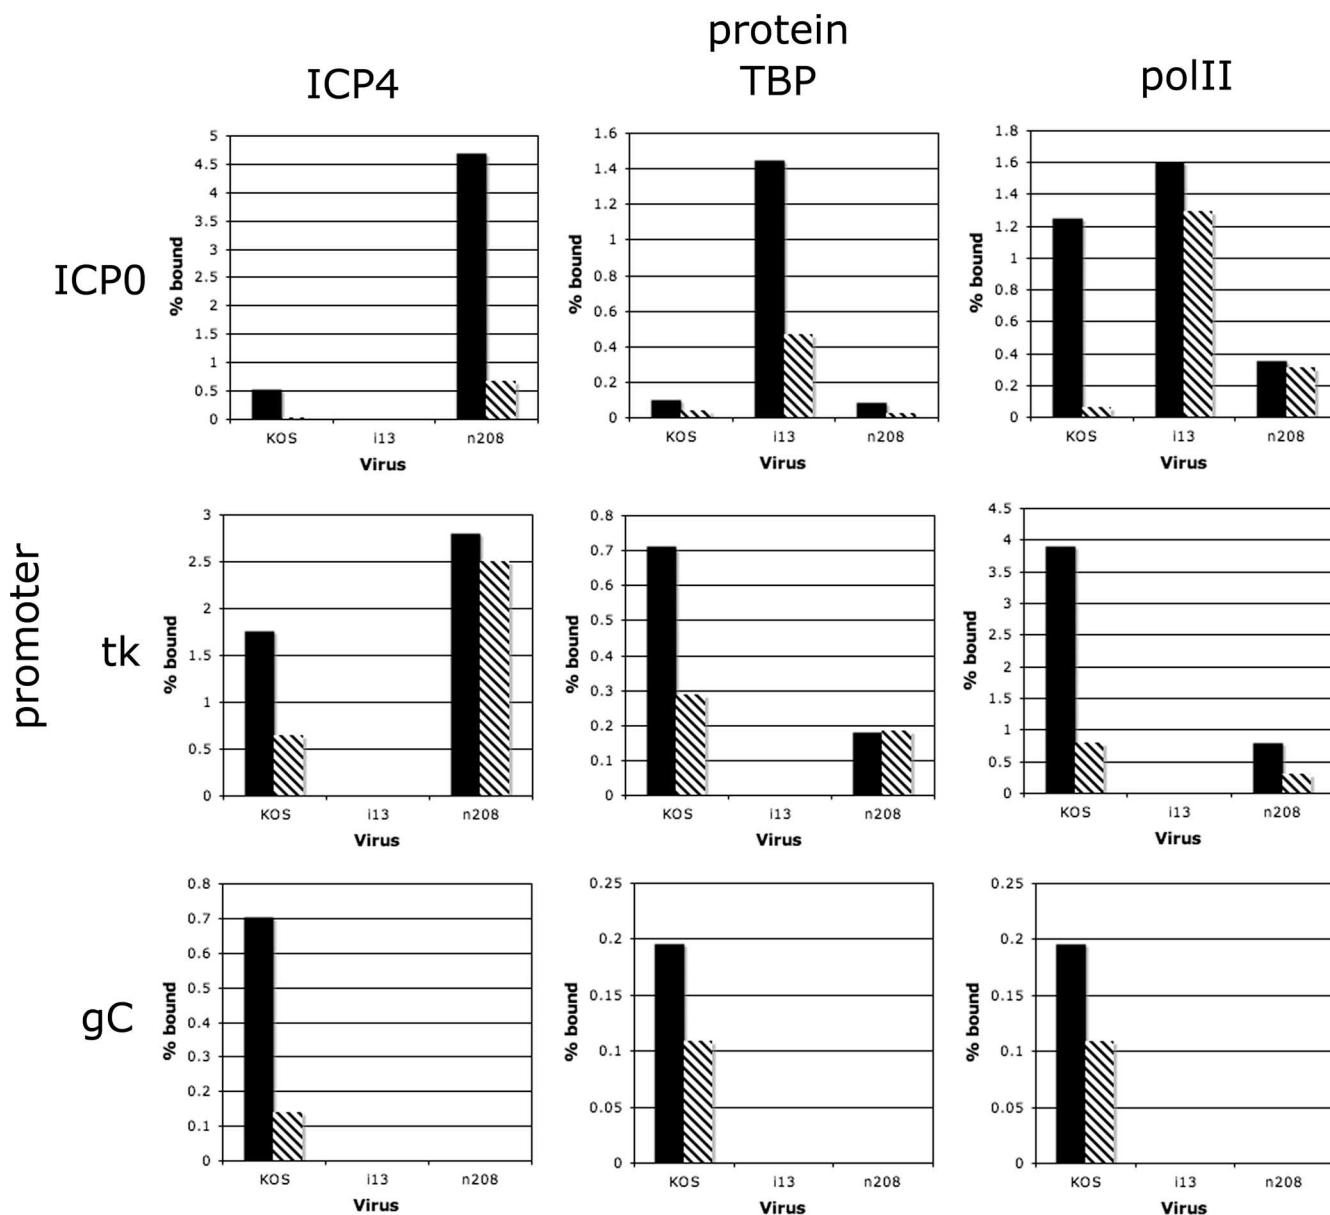 protein
ICP4 TBP polII
promoter
ICP0
% bound
5
4.5
4
3.5
3
2.5
2
1.5
1
0.5
0
KOS i13 n208
Virus
% bound
1.6
1.4
1.2
1
0.8
0.6
0.4
0.2
0
KOS i13 n208
Virus
% bound
1.8
1.6
1.4
1.2
1
0.8
0.6
0.4
0.2
0
KOS i13 n208
Virus
tk
% bound
3
2.5
2
1.5
1
0.5
0
KOS i13 n208
Virus
% bound
0.8
0.7
0.6
0.5
0.4
0.3
0.2
0.1
0
KOS i13 n208
Virus
% bound
4.5
4
3.5
3
2.5
2
1.5
1
0.5
0
KOS i13 n208
Virus
gC
% bound
0.8
0.7
0.6
0.5
0.4
0.3
0.2
0.1
0
KOS i13 n208
Virus
% bound
0.25
0.2
0.15
0.1
0.05
0
KOS i13 n208
Virus
% bound
0.25
0.2
0.15
0.1
0.05
0
KOS i13 n208
Virus